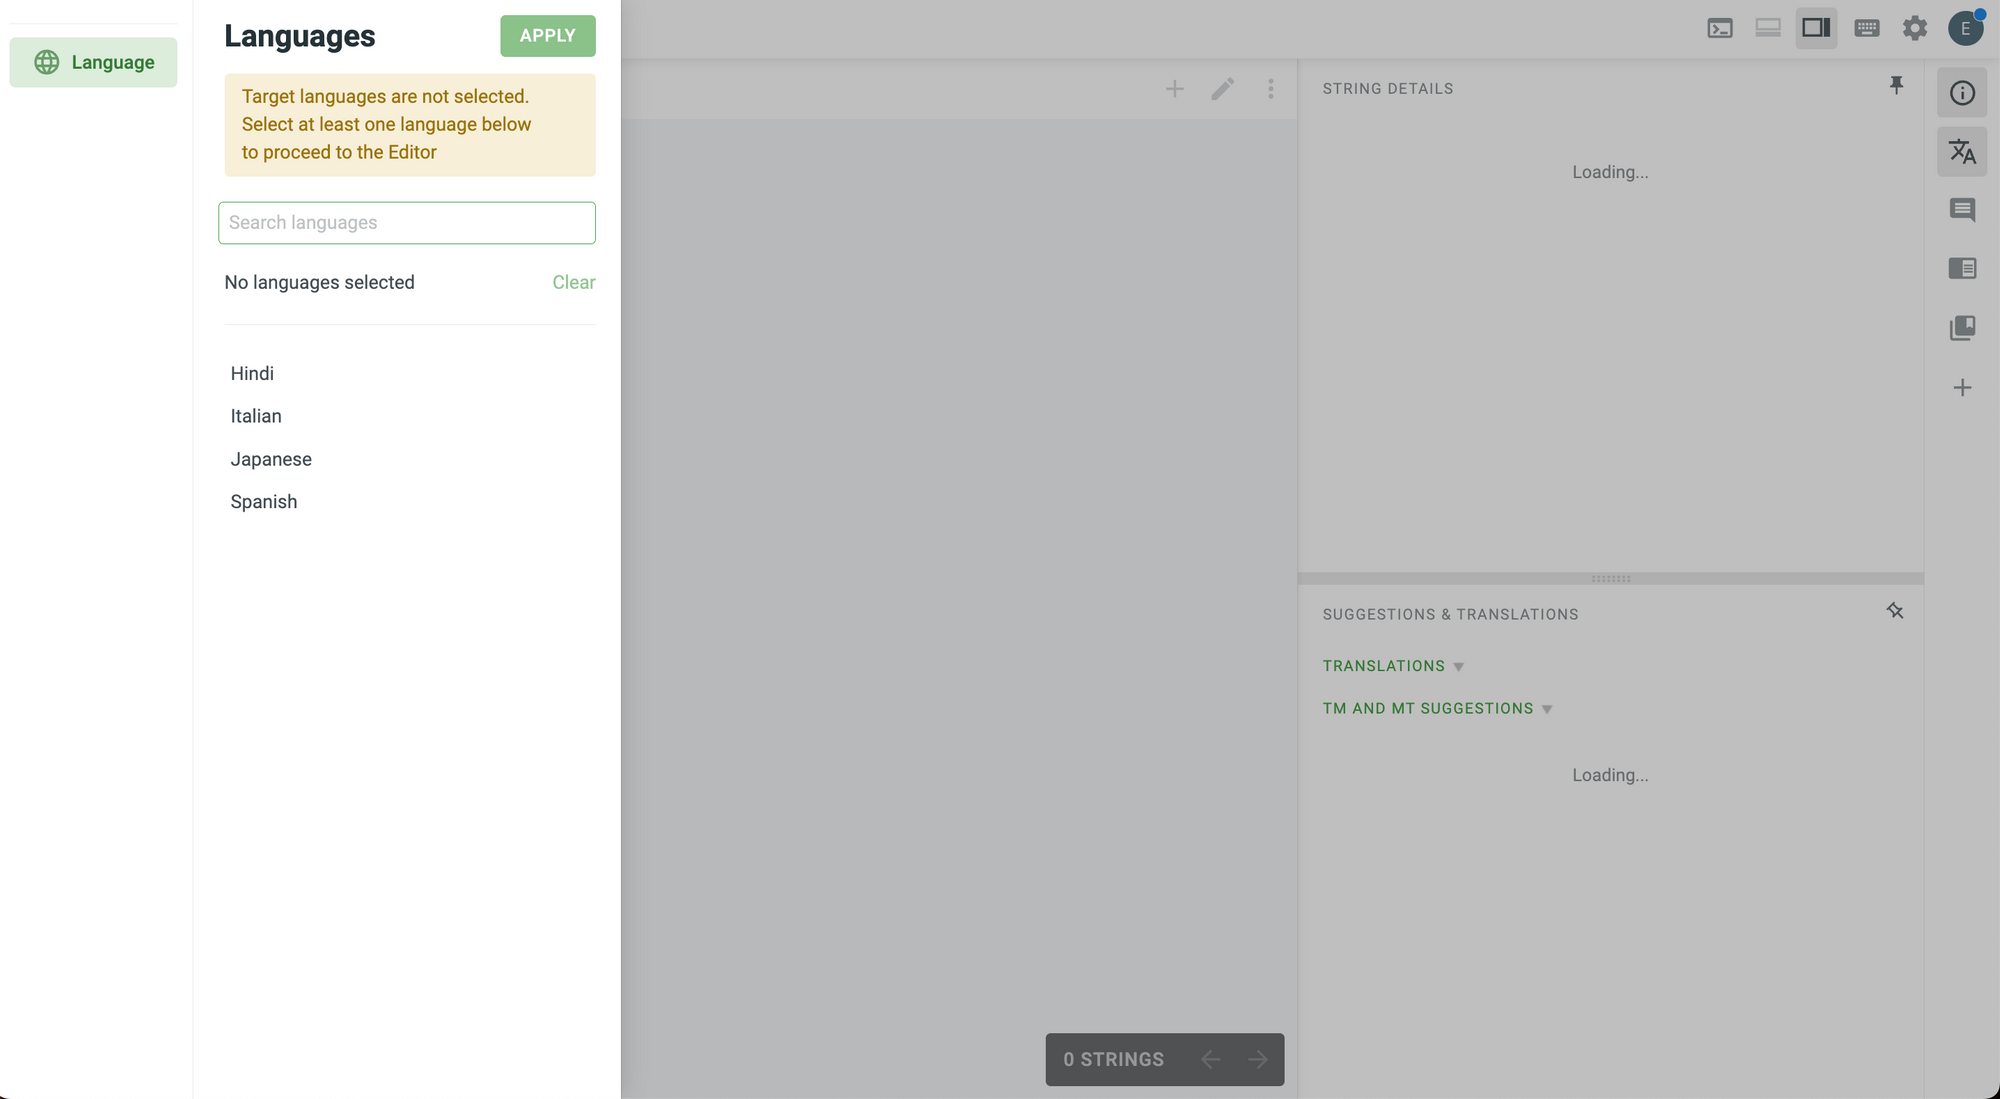 Language
Languages
APPLY
Target languages are not selected.
Select at least one language below
to proceed to the Editor
Search languages
No languages selected
Clear
Hindi
Italian
Japanese
Spanish
E
STRING DETAILS
Loading...
SUGGESTIONS & TRANSLATIONS
TRANSLATIONS
TM AND MT SUGGESTIONS
Loading...
0 STRINGS